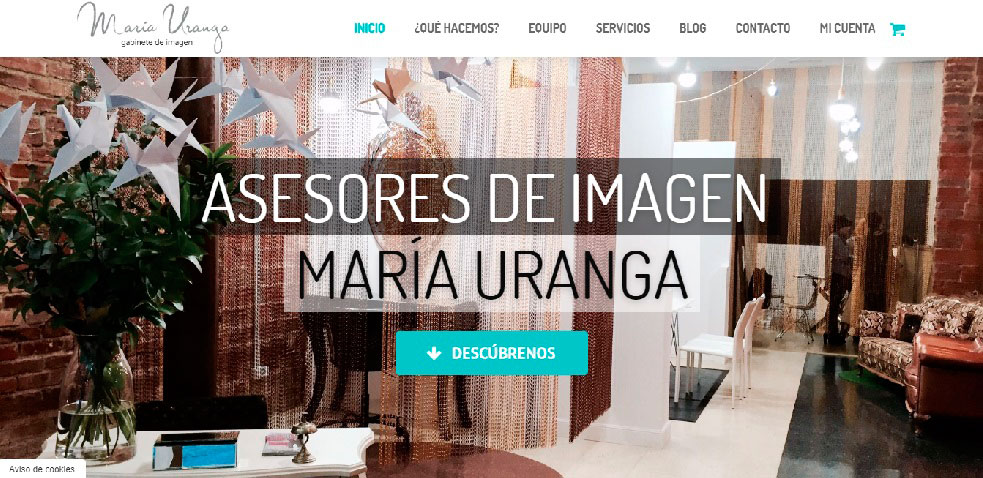 María Uranga
gabinete de imagen
INICIO ¿QUÉ HACEMOS? EQUIPO SERVICIOS BLOG CONTACTO MI CUENTA
ASESORES DE IMAGEN
MARÍA URANGA
DESCÚBRENOS
Aviso de cookies